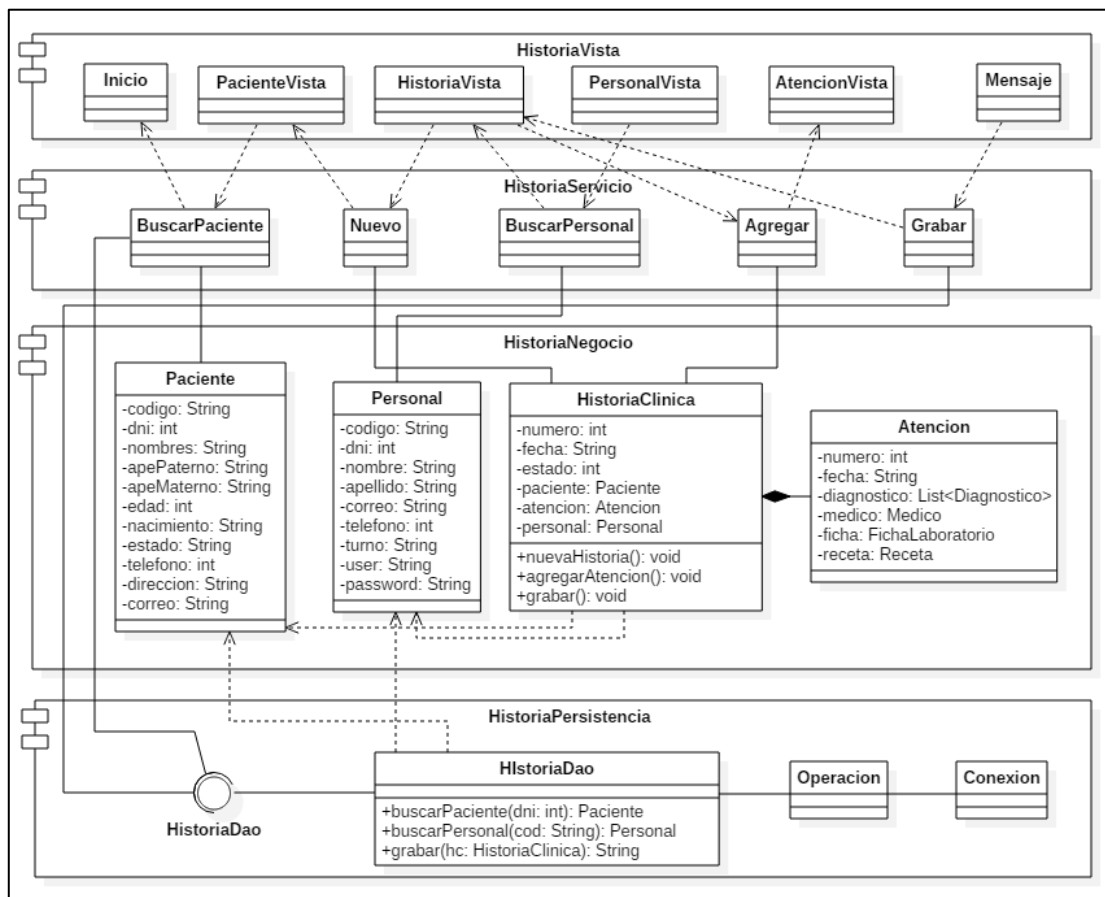 HistoriaVista
Inicio
PacienteVista
HistoriaVista
PersonalVista
AtencionVista
Mensaje
HistoriaServicio
BuscarPaciente
Nuevo
BuscarPersonal
Agregar
Grabar
HistoriaNegocio
Paciente
-codigo: String
-dni: int
-nombres: String
-apePaterno: String
-apeMaterno: String
-edad: int
-nacimiento: String
-estado: String
-telefono: int
-direccion: String
-correo: String
Personal
-codigo: String
-dni: int
-nombre: String
-apellido: String
-correo: String
-telefono: int
-turno: String
-user: String
-password: String
HistoriaClinica
-numero: int
-fecha: String
-estado: int
-paciente: Paciente
-atencion: Atencion
-personal: Personal
+nuevaHistoria(): void
+agregarAtencion(): void
+grabar(): void
Atencion
-numero: int
-fecha: String
-diagnostico: List<Diagnostico>
-medico: Medico
-ficha: FichaLaboratorio
-receta: Receta
HistoriaPersistencia
HistoriaDao
HIstoriaDao
+buscarPaciente(dni: int): Paciente
+buscarPersonal(cod: String): Personal
+grabar(hc: HistoriaClinica): String
Operacion
Conexion